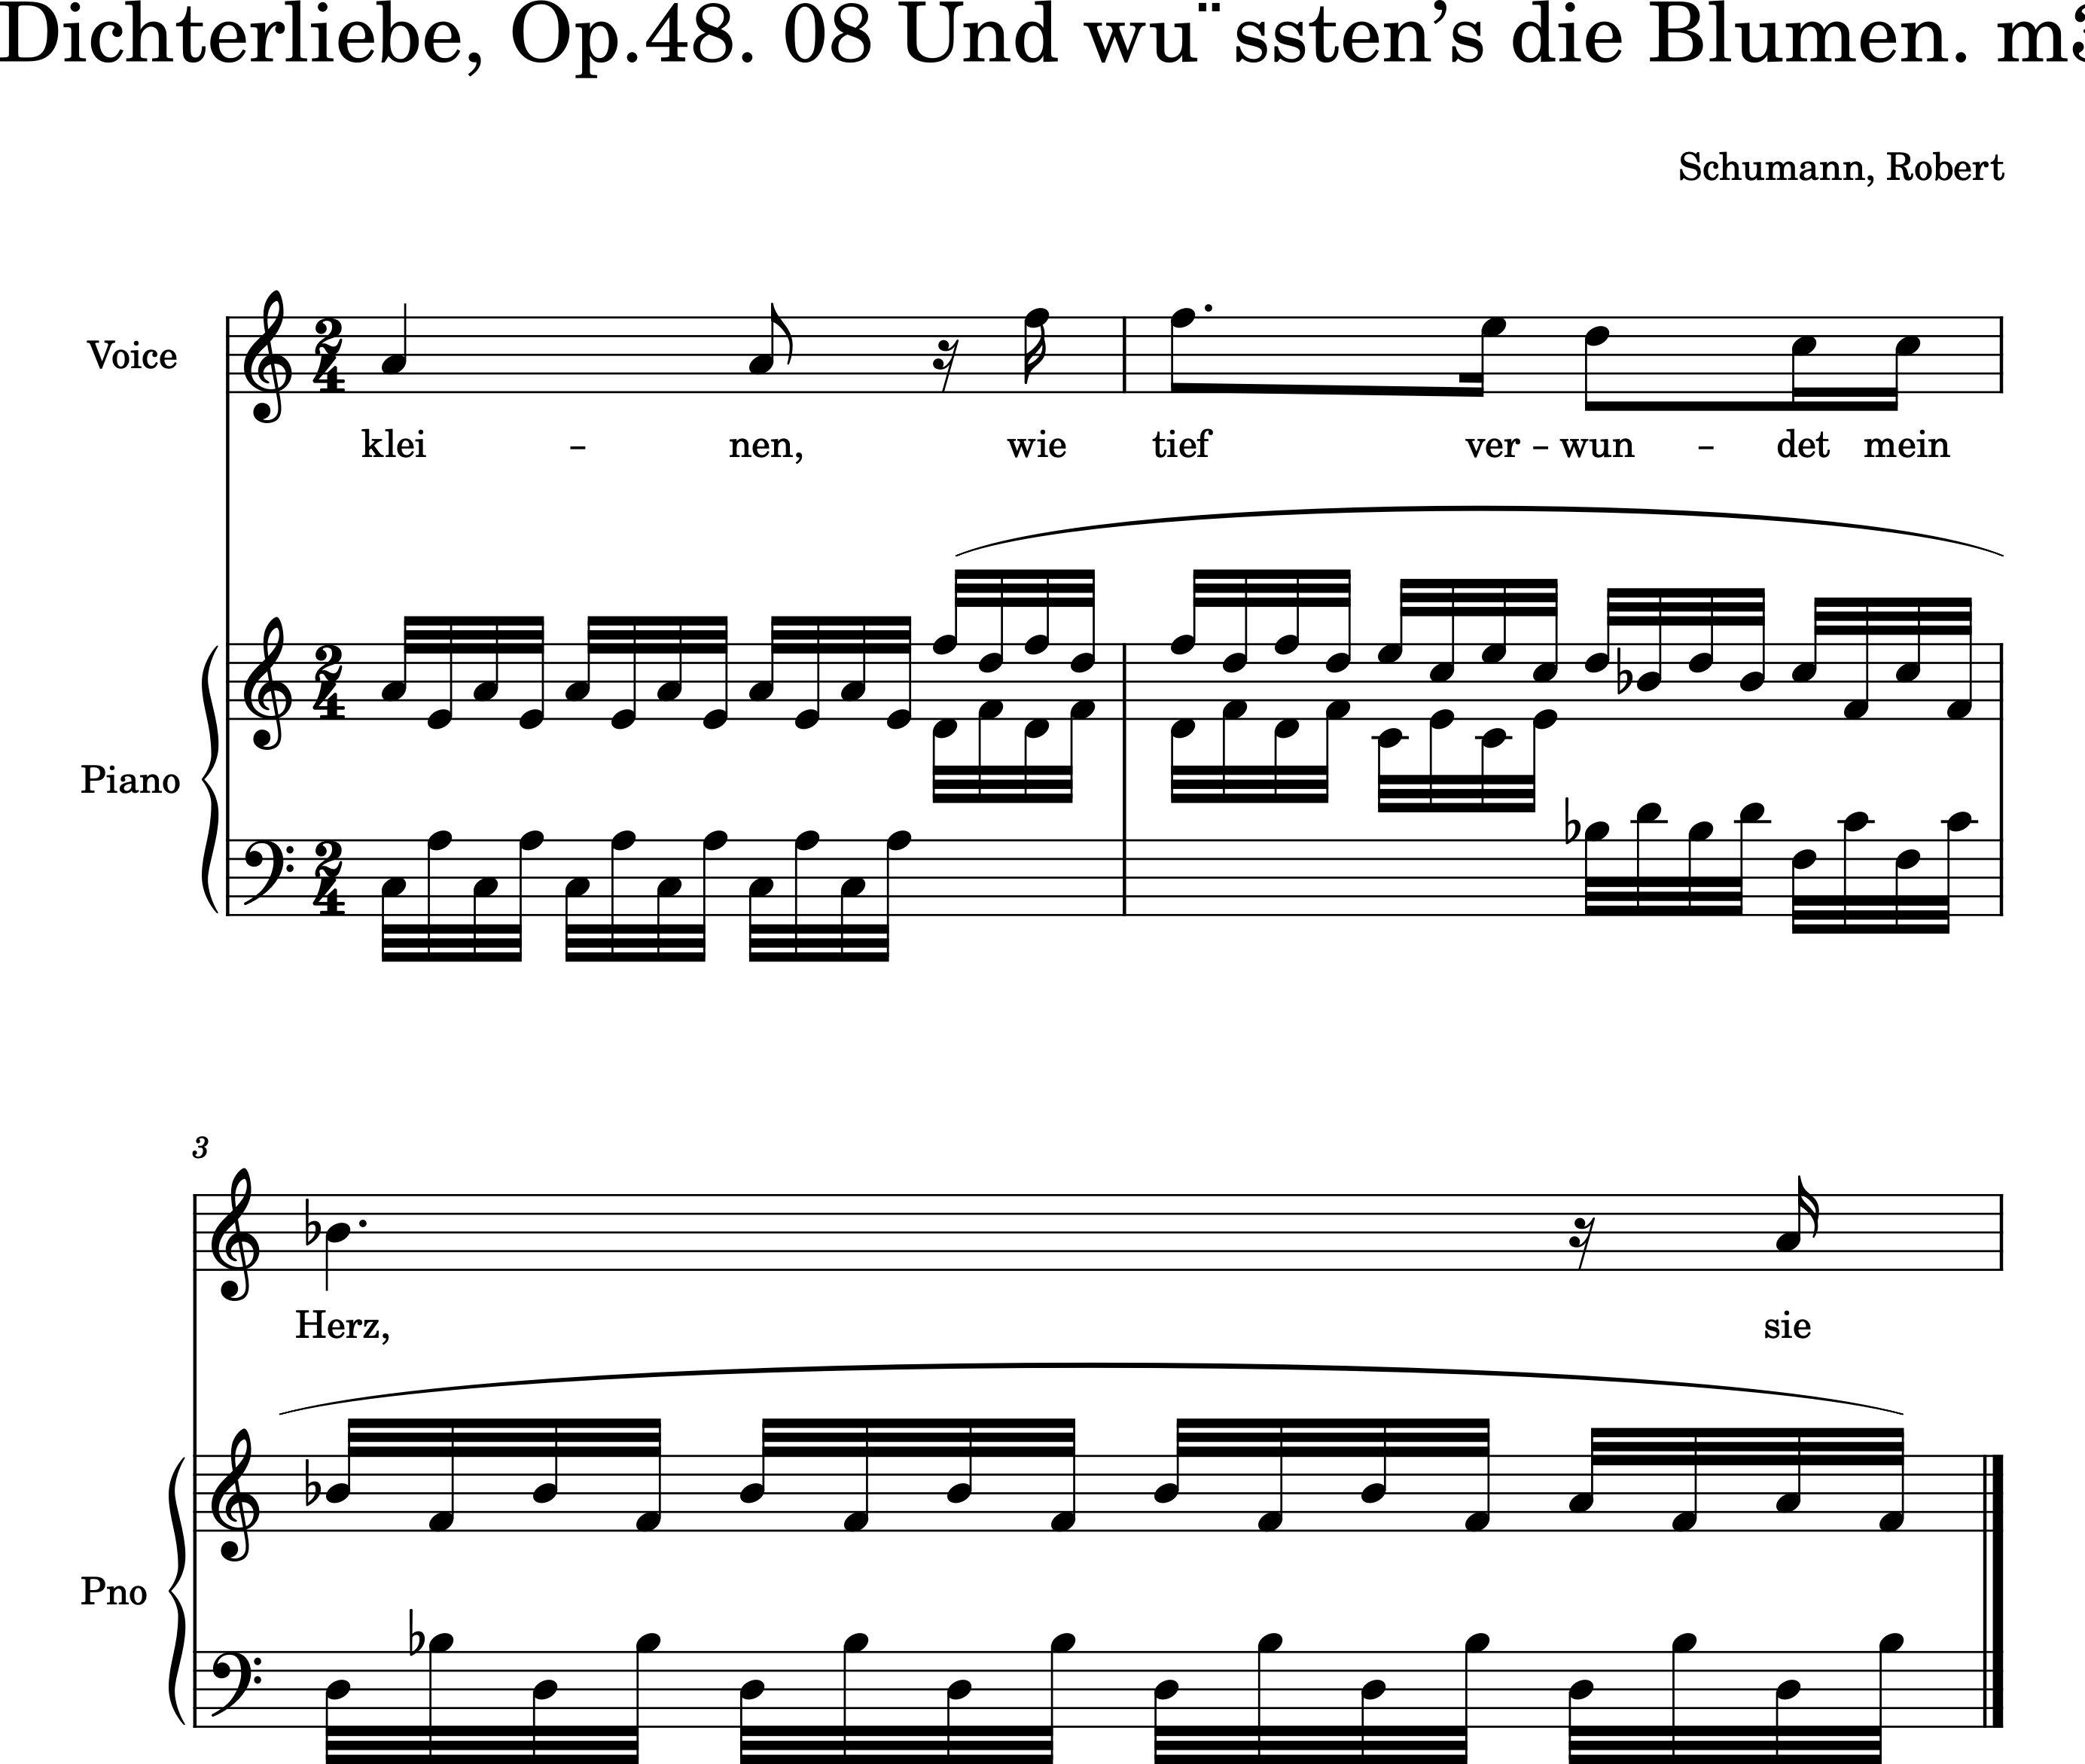 Dichterliebe, Op.48. 08 Und wu¨ssten’s die Blumen. m3
Schumann, Robert
Voice
klei – nen, wie tief ver – wun – det mein
Piano
3
Herz, sie
Pno